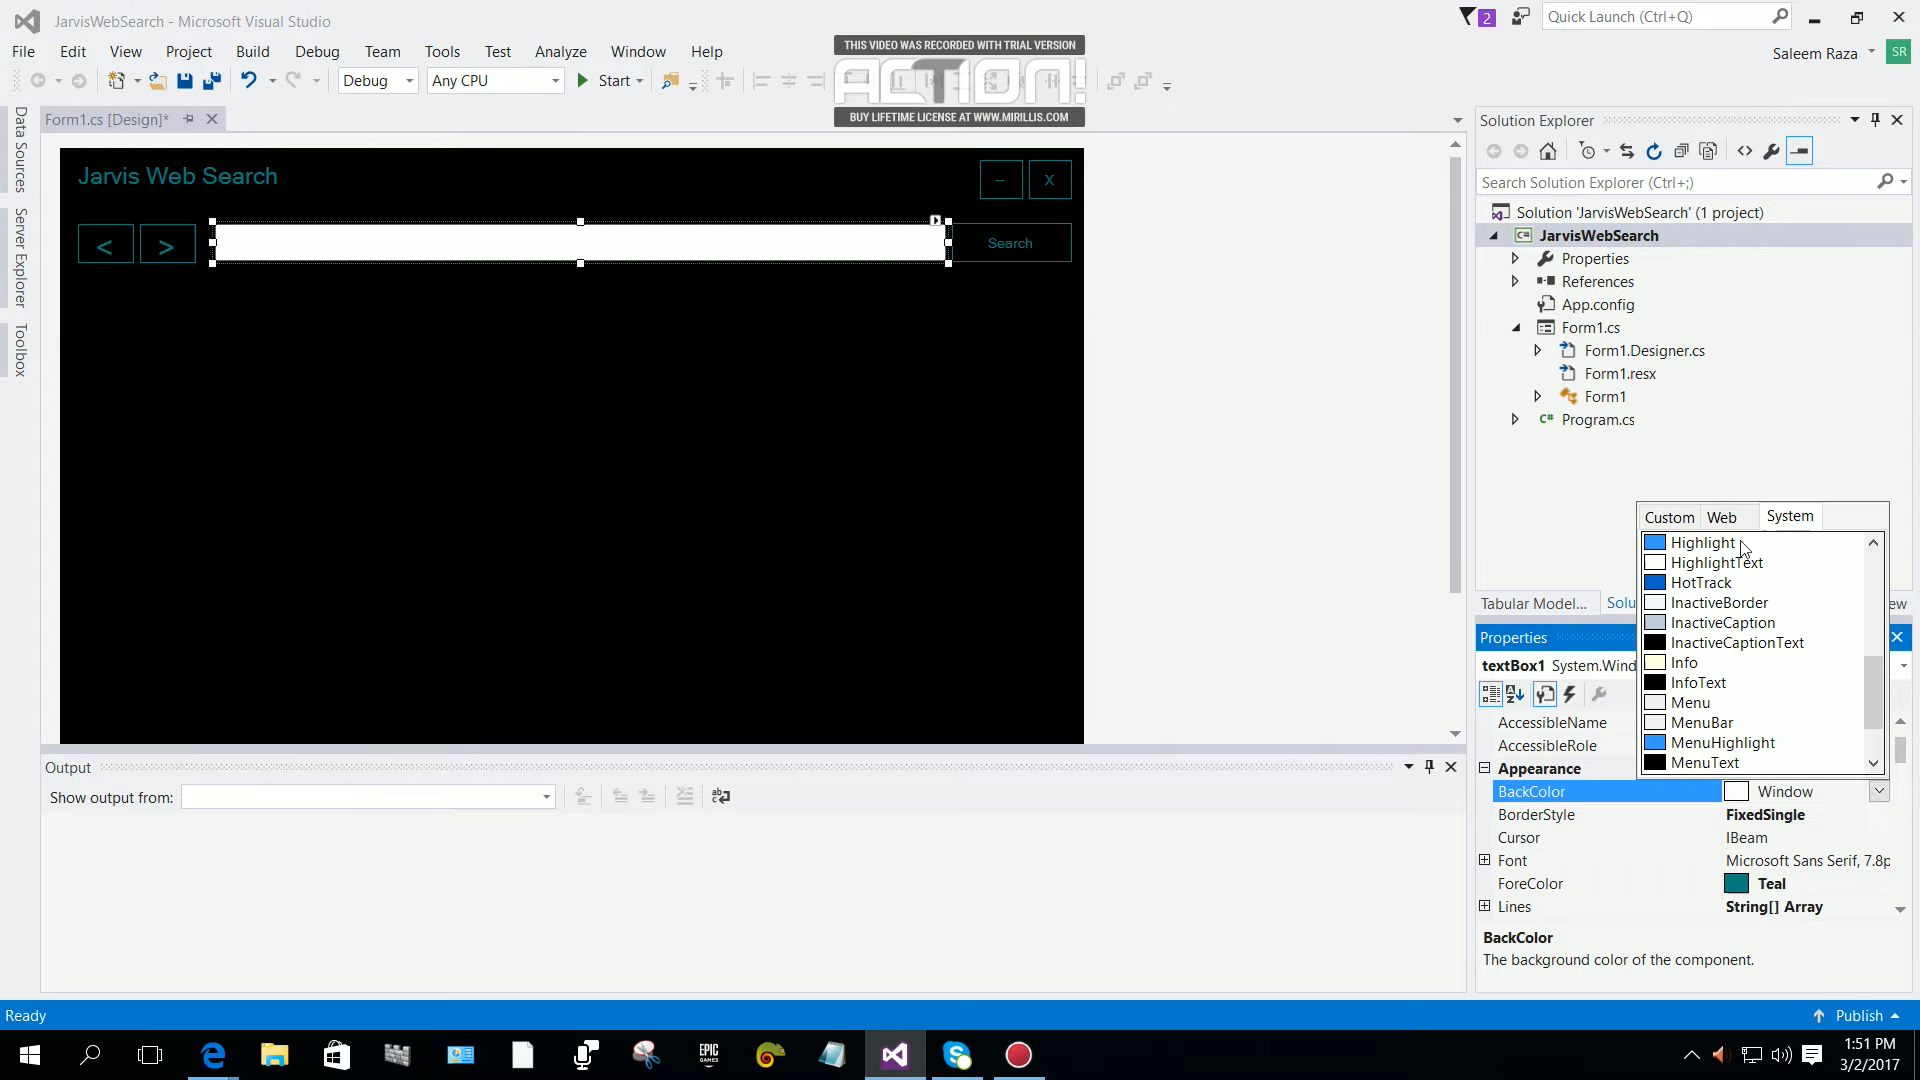 JarvisWebSearch - Microsoft Visual Studio
2
Quick Launch (Ctrl+Q)
File Edit View Project Build Debug Team Tools Test Analyze Window Help
Saleem Raza
SR
THIS VIDEO WAS RECORDED WITH TRIAL VERSION
ACTION!
BUY LIFETIME LICENSE AT WWW.MIRILLIS.COM
Debug
Any CPU
Start
Data Sources
Server Explorer
Toolbox
Form1.cs [Design]*
Jarvis Web Search
--
X
<
>
Search
Solution Explorer
Search Solution Explorer (Ctrl+;)
Solution 'JarvisWebSearch' (1 project)
C# JarvisWebSearch
Properties
References
App.config
Form1.cs
Form1.Designer.cs
Form1.resx
Form1
C# Program.cs
Custom Web System
Highlight
HighlightText
HotTrack
InactiveBorder
InactiveCaption
InactiveCaptionText
Info
InfoText
Menu
MenuBar
MenuHighlight
MenuText
Tabular Model...
Solu
ew
Properties
textBox1 System.Wind
AccessibleName
AccessibleRole
Appearance
BackColor Window
BorderStyle FixedSingle
Cursor IBeam
Font Microsoft Sans Serif, 7.8p
ForeColor Teal
Lines String[] Array
BackColor
The background color of the component.
Output
Show output from:
Ready
Publish
EPIC GAMES
1:51 PM
3/2/2017